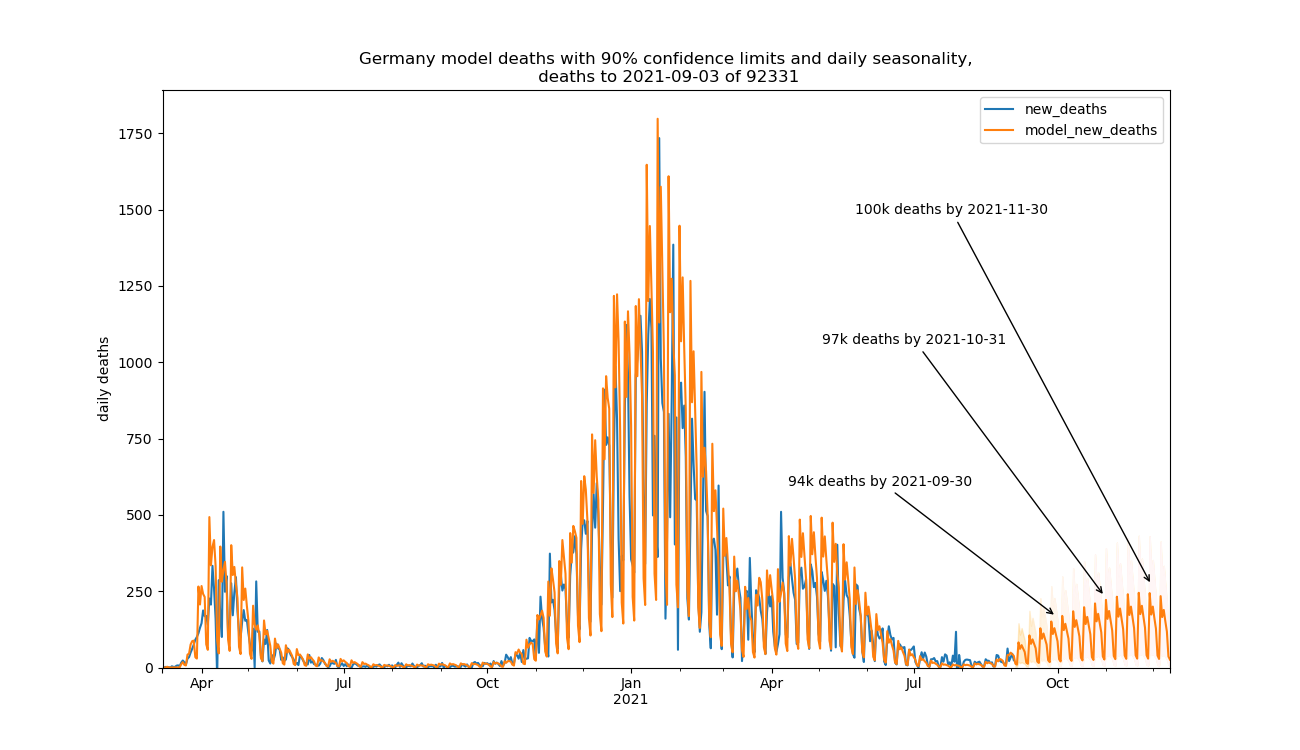 Germany model deaths with 90% confidence limits and daily seasonality,
deaths to 2021-09-03 of 92331
new_deaths
model_new_deaths
1750
1500
1250
1000
750
500
250
0
daily deaths
100k deaths by 2021-11-30
97k deaths by 2021-10-31
94k deaths by 2021-09-30
Apr Jul Oct Jan Apr Jul Oct
2021